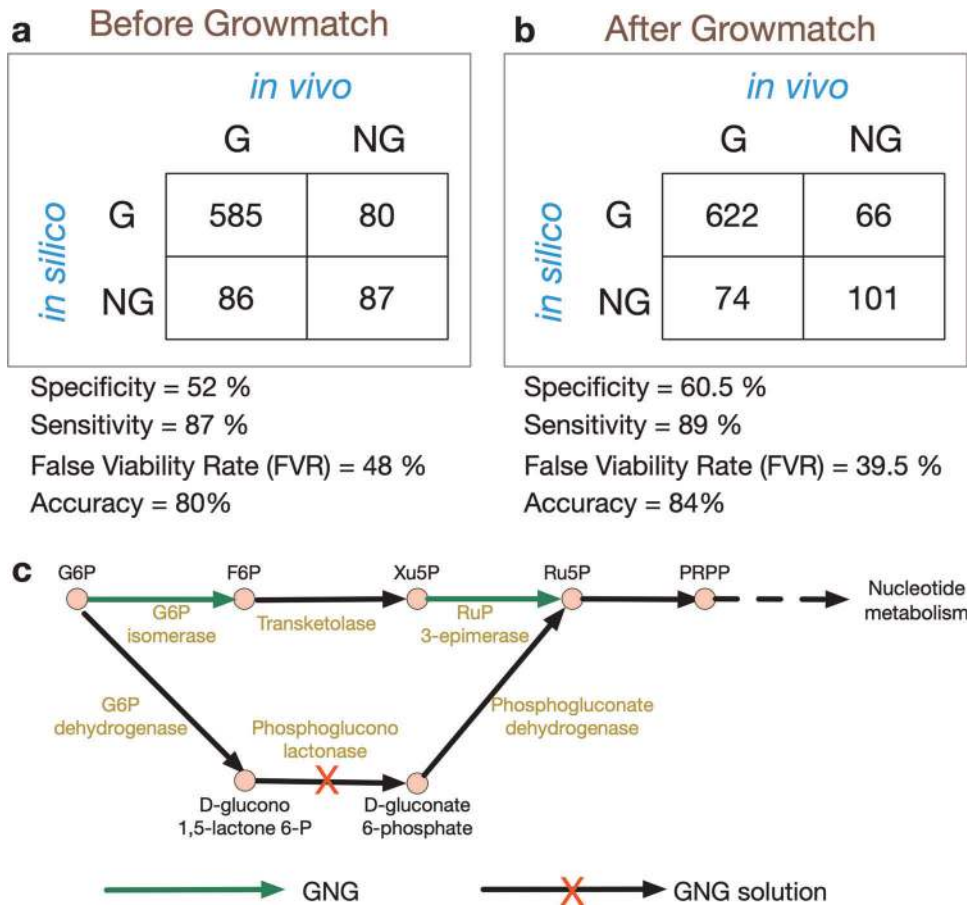 a Before Growmatch
in vivo
G NG
in silico
G 585 80
NG 86 87
Specificity = 52 %
Sensitivity = 87 %
False Viability Rate (FVR) = 48 %
Accuracy = 80%
b After Growmatch
in vivo
G NG
in silico
G 622 66
NG 74 101
Specificity = 60.5 %
Sensitivity = 89 %
False Viability Rate (FVR) = 39.5 %
Accuracy = 84%
c
G6P F6P Xu5P Ru5P PRPP
Nucleotide
metabolism
G6P
isomerase
Transketolase
RuP
3-epimerase
G6P
dehydrogenase
Phosphoglucono
lactonase
Phosphogluconate
dehydrogenase
X
D-glucono
1,5-lactone 6-P
D-gluconate
6-phosphate
GNG
X
GNG solution